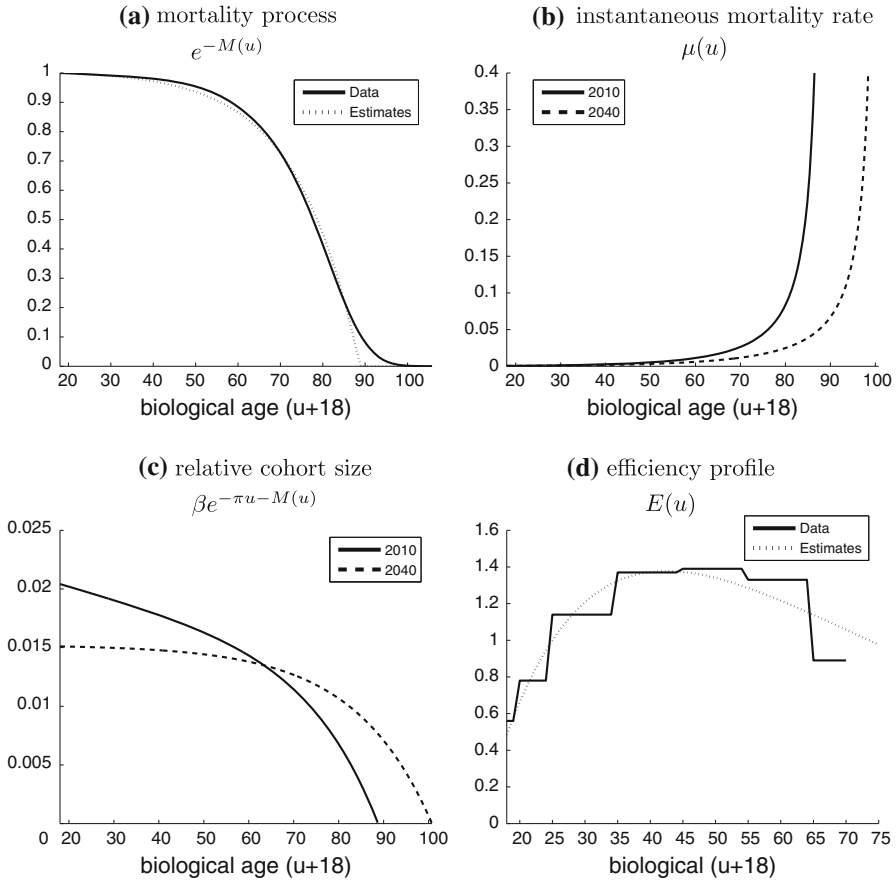 (a) mortality process
e^{-M(u)}
1
0.9
0.8
0.7
0.6
0.5
0.4
0.3
0.2
0.1
0
Data
Estimates
20 30 40 50 60 70 80 90 100
biological age (u+18)
(b) instantaneous mortality rate
μ(u)
0.4
0.35
0.3
0.25
0.2
0.15
0.1
0.05
0
2010
2040
20 30 40 50 60 70 80 90 100
biological age (u+18)
(c) relative cohort size
βe^{-πu-M(u)}
0.025
0.02
0.015
0.01
0.005
0
2010
2040
20 30 40 50 60 70 80 90 100
biological age (u+18)
(d) efficiency profile
E(u)
1.6
1.4
1.2
1
0.8
0.6
0.4
0.2
0
Data
Estimates
20 25 30 35 40 45 50 55 60 65 70 75
biological (u+18)